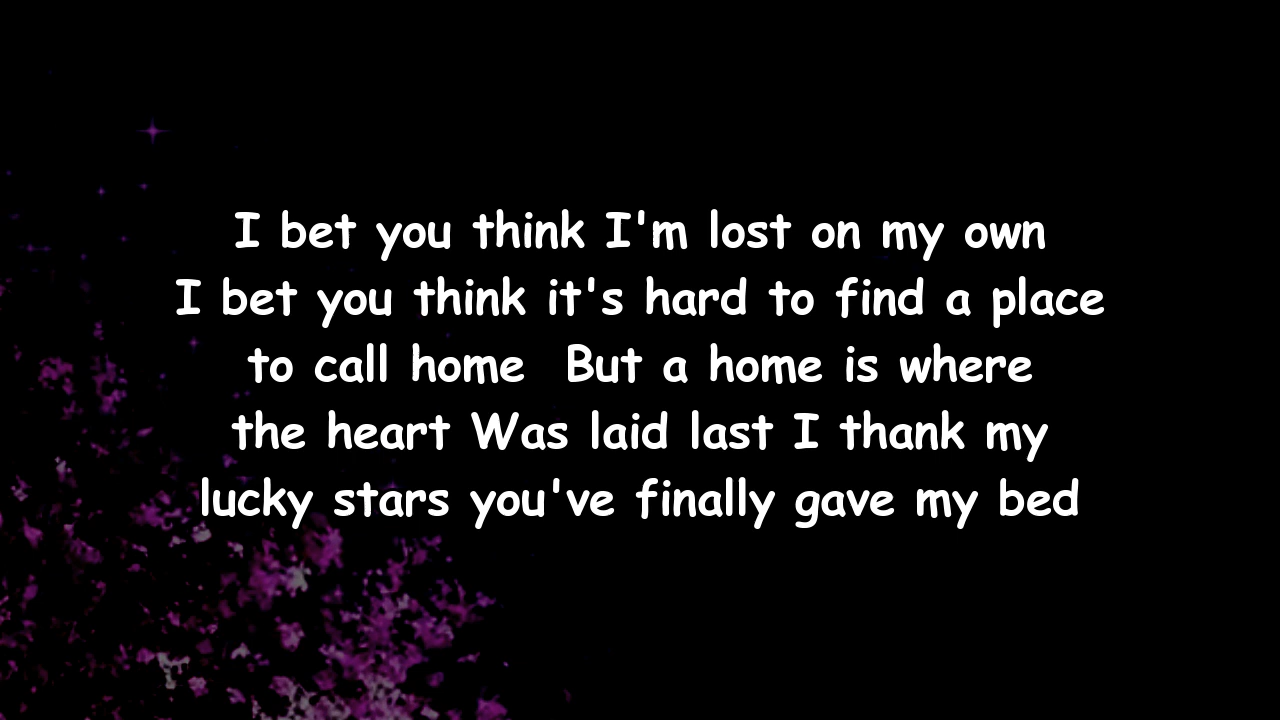 I bet you think I'm lost on my own
I bet you think it's hard to find a place
to call home  But a home is where
the heart Was laid last I thank my
lucky stars you've finally gave my bed